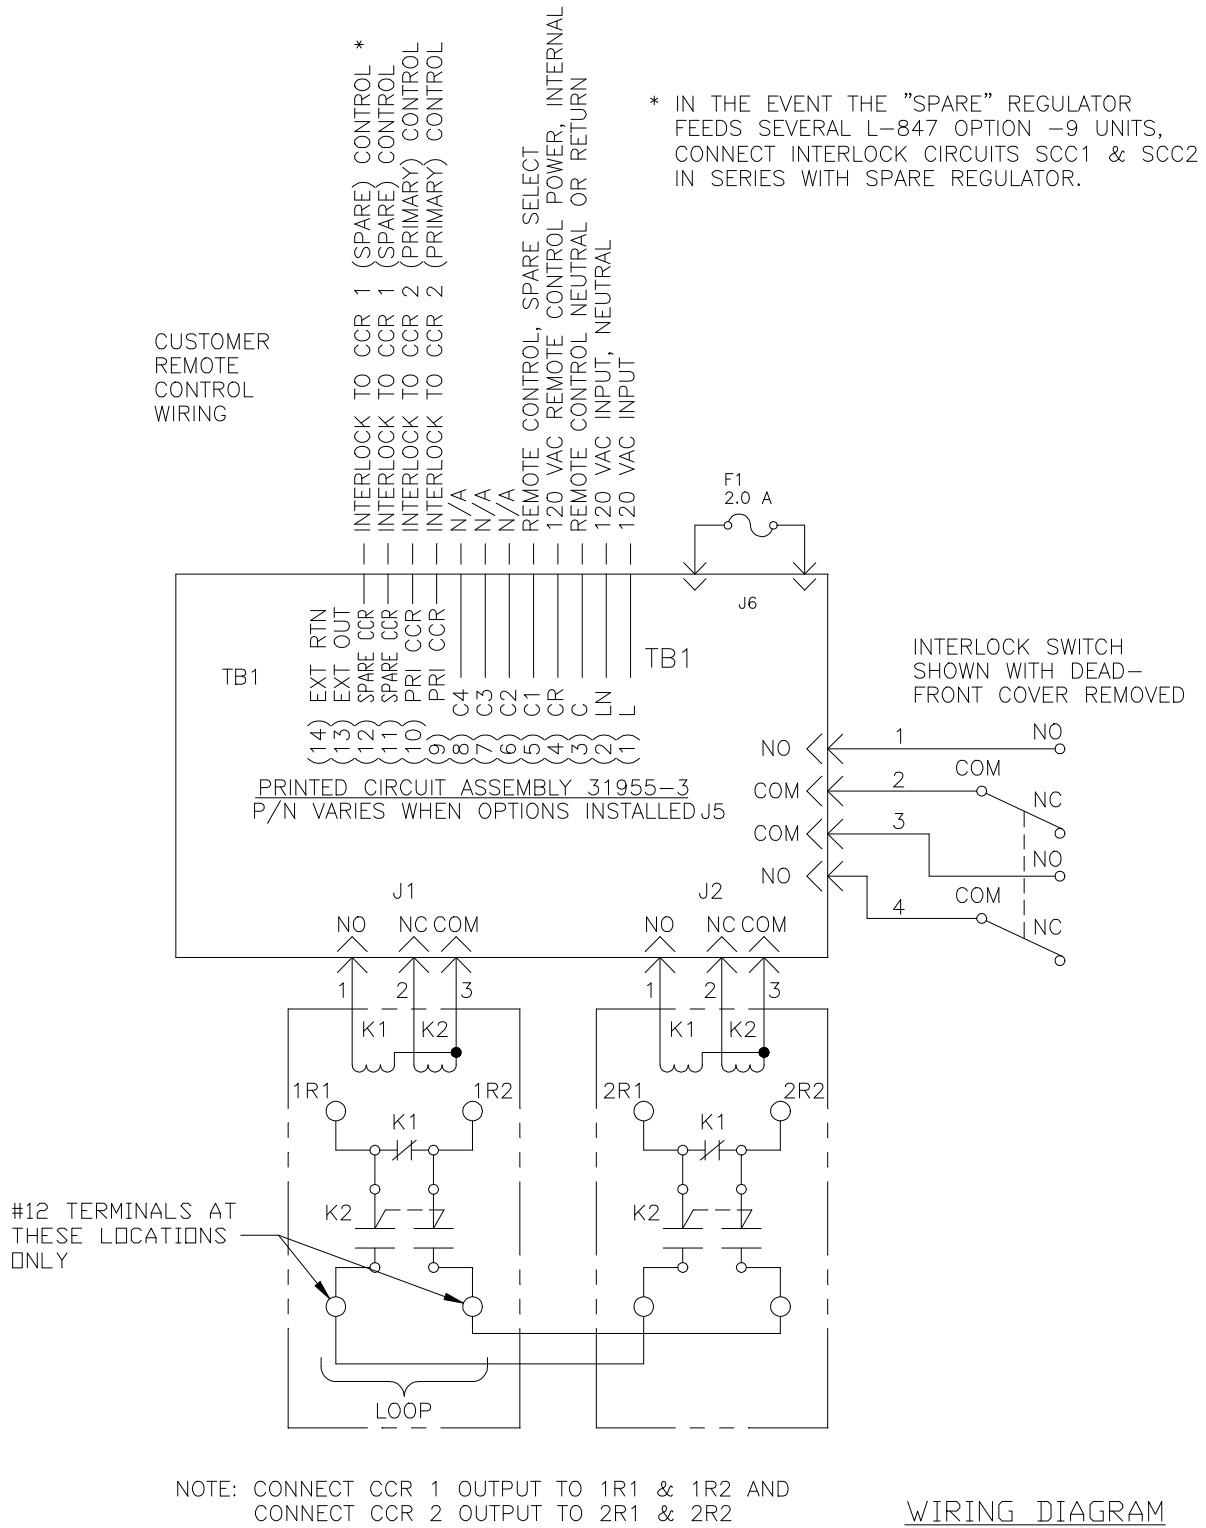 INTERLOCK TO CCR 1 (SPARE) CONTROL *
INTERLOCK TO CCR 1 (SPARE) CONTROL
INTERLOCK TO CCR 2 (PRIMARY) CONTROL
INTERLOCK TO CCR 2 (PRIMARY) CONTROL
N/A
N/A
N/A
REMOTE CONTROL, SPARE SELECT
120 VAC REMOTE CONTROL POWER, INTERNAL
REMOTE CONTROL NEUTRAL OR RETURN
120 VAC INPUT, NEUTRAL
120 VAC INPUT
* IN THE EVENT THE "SPARE" REGULATOR
FEEDS SEVERAL L-847 OPTION -9 UNITS,
CONNECT INTERLOCK CIRCUITS SCC1 & SCC2
IN SERIES WITH SPARE REGULATOR.
CUSTOMER
REMOTE
CONTROL
WIRING
F1
2.0 A
J6
TB1
(14) EXT RTN
(13) EXT OUT
(12) SPARE CCR
(11) SPARE CCR
(10) PRI CCR
(9) PRI CCR
(8) C4
(7) C3
(6) C2
(5) C1
(4) CR
(3) C
(2) LN
(1) L
TB1
INTERLOCK SWITCH
SHOWN WITH DEAD-
FRONT COVER REMOVED
NO 1 NO
COM 2 COM
NC
COM 3
NO
NO 4 COM
NC
PRINTED CIRCUIT ASSEMBLY 31955-3
P/N VARIES WHEN OPTIONS INSTALLED J5
J1
NO NC COM
1 2 3
K1 K2
1R1 1R2
K1
K2
J2
NO NC COM
1 2 3
K1 K2
2R1 2R2
K1
K2
#12 TERMINALS AT
THESE LOCATIONS
ONLY
LOOP
NOTE: CONNECT CCR 1 OUTPUT TO 1R1 & 1R2 AND
CONNECT CCR 2 OUTPUT TO 2R1 & 2R2
WIRING DIAGRAM